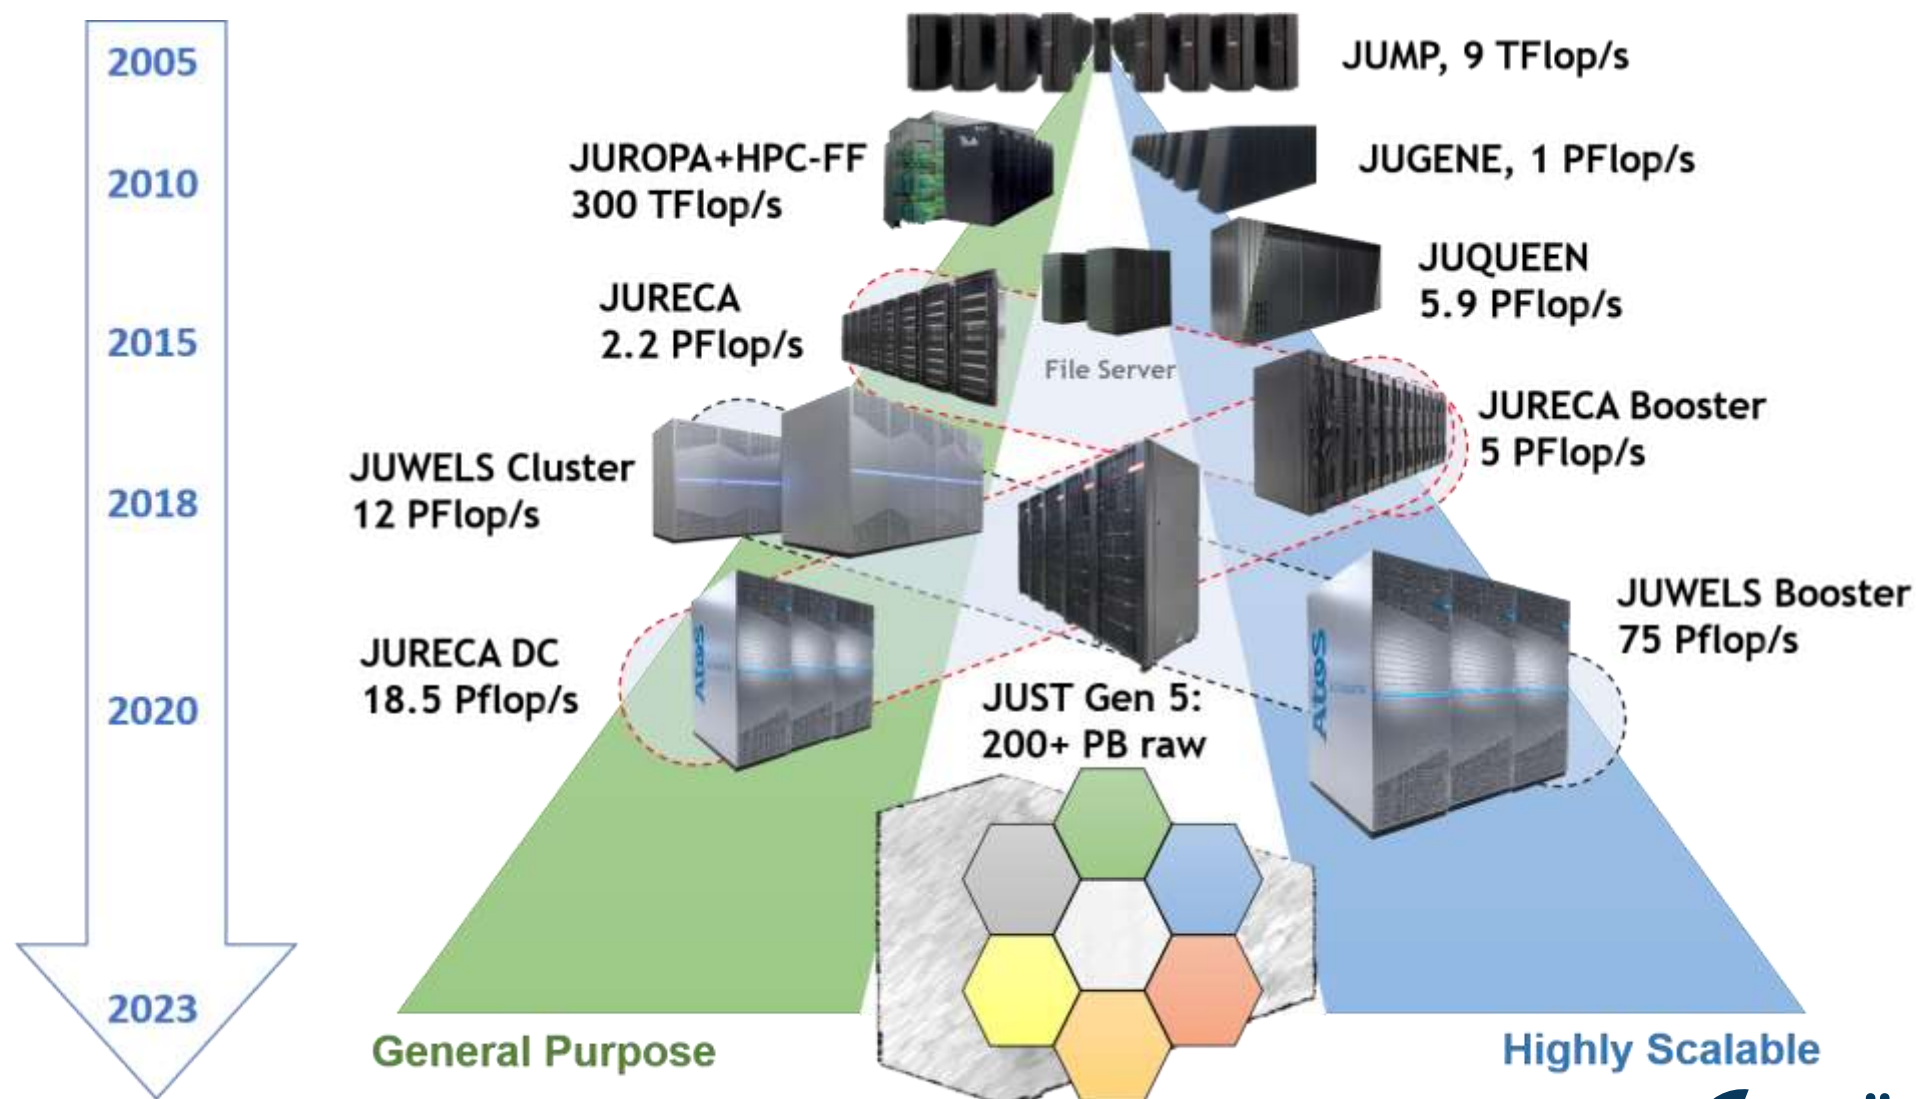 2005
JUMP, 9 TFlop/s
JUROPA+HPC-FF
300 TFlop/s
2010
JUGENE, 1 PFlop/s
JUQUEEN
5.9 PFlop/s
JURECA
2.2 PFlop/s
2015
File Server
JURECA Booster
5 PFlop/s
JUWELS Cluster
12 PFlop/s
2018
JUWELS Booster
75 Pflop/s
JURECA DC
18.5 Pflop/s
Atos
Atos
2020
JUST Gen 5:
200+ PB raw
2023
General Purpose
Highly Scalable